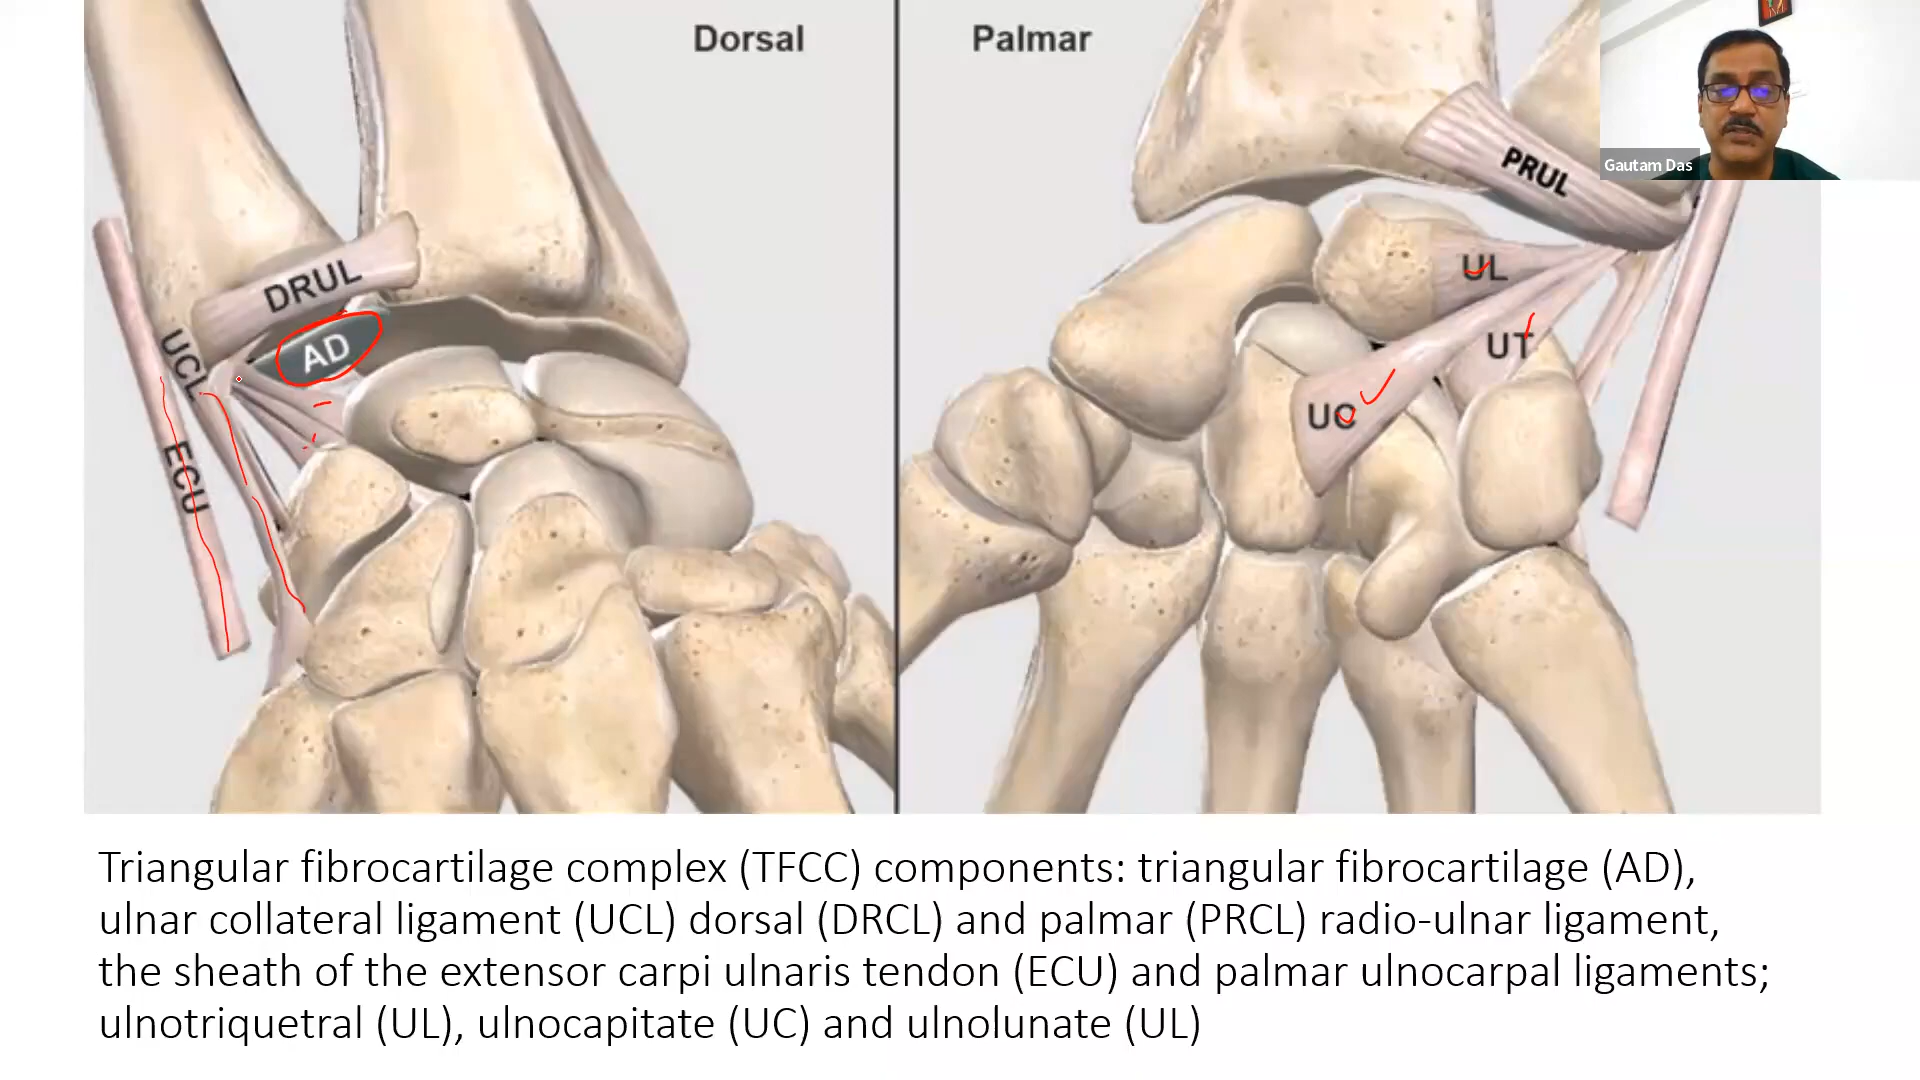 Dorsal
Palmar
Gautam Das
PRUL
DRUL
UL
AD
UCL
UT
UC
ECU
Triangular fibrocartilage complex (TFCC) components: triangular fibrocartilage (AD),
ulnar collateral ligament (UCL) dorsal (DRCL) and palmar (PRCL) radio-ulnar ligament,
the sheath of the extensor carpi ulnaris tendon (ECU) and palmar ulnocarpal ligaments;
ulnotriquetral (UL), ulnocapitate (UC) and ulnolunate (UL)